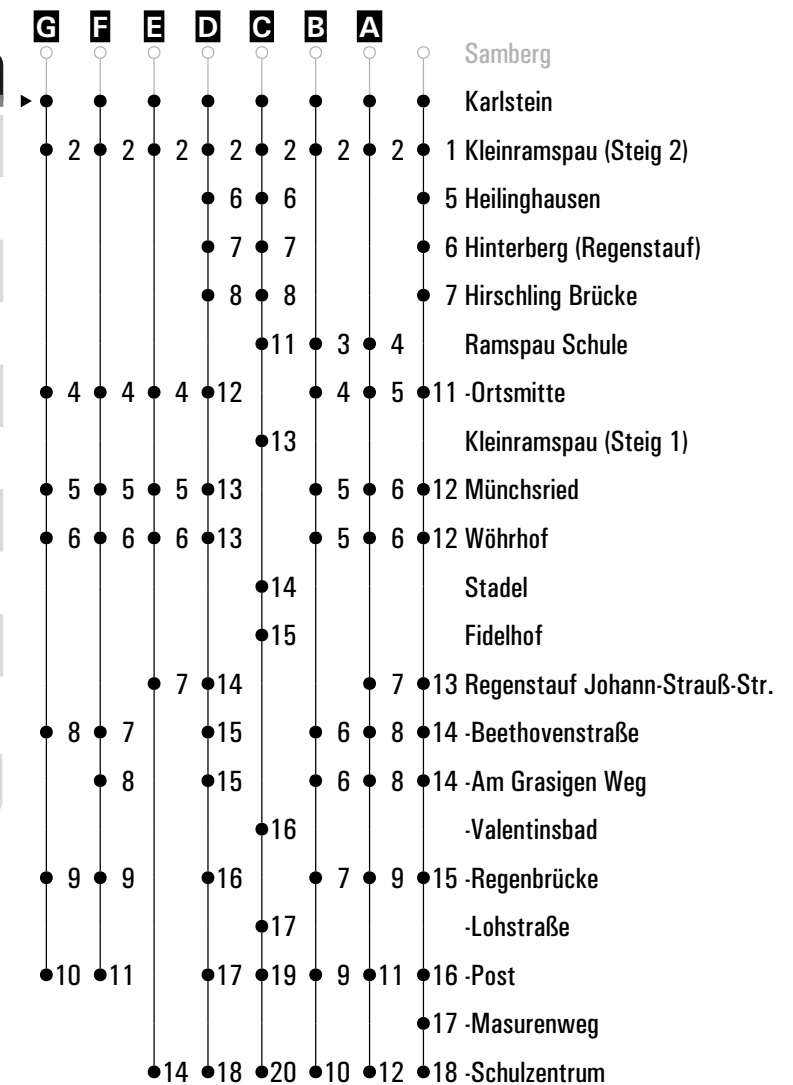 G F E D C B A
Samberg
Karlstein
2 2 2 2 2 2 2 1 Kleinramspau (Steig 2)
6 6 5 Heilinghausen
7 7 6 Hinterberg (Regenstauf)
8 8 7 Hirschling Brücke
11 3 4 Ramspau Schule
4 4 4 12 4 5 11 -Ortsmitte
13 Kleinramspau (Steig 1)
5 5 5 13 5 6 12 Münchsried
6 6 6 13 5 6 12 Wöhrhof
14 Stadel
15 Fidelhof
7 14 7 13 Regenstauf Johann-Strauß-Str.
8 7 15 6 8 14 -Beethovenstraße
8 15 6 8 14 -Am Grasigen Weg
16 -Valentinsbad
9 9 16 7 9 15 -Regenbrücke
17 -Lohstraße
10 11 17 19 9 11 16 -Post
17 -Masurenweg
14 18 20 10 12 18 -Schulzentrum